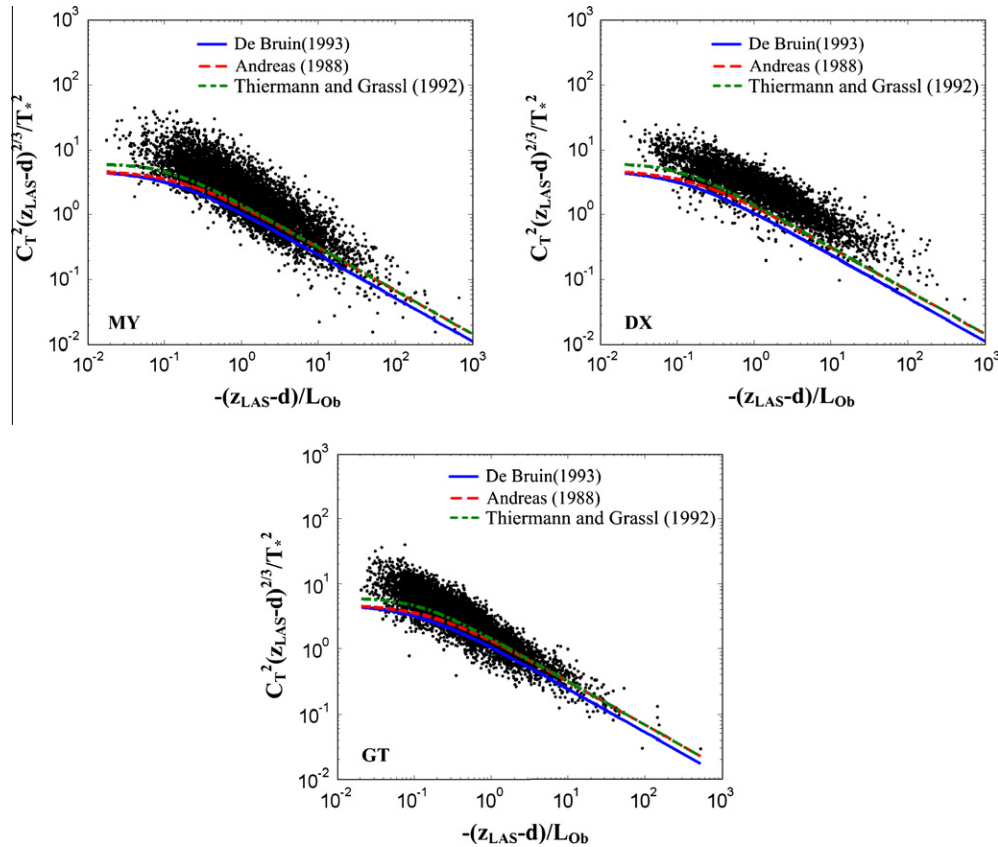 De Bruin(1993)
Andreas (1988)
Thiermann and Grassl (1992)
C_T^2(z_LAS-d)^2/3/T_*^2
10^3
10^2
10^1
10^0
10^-1
10^-2
MY
10^-2 10^-1 10^0 10^1 10^2 10^3
-(z_LAS-d)/L_Ob
De Bruin(1993)
Andreas (1988)
Thiermann and Grassl (1992)
C_T^2(z_LAS-d)^2/3/T_*^2
10^3
10^2
10^1
10^0
10^-1
10^-2
DX
10^-2 10^-1 10^0 10^1 10^2 10^3
-(z_LAS-d)/L_Ob
De Bruin(1993)
Andreas (1988)
Thiermann and Grassl (1992)
C_T^2(z_LAS-d)^2/3/T_*^2
10^3
10^2
10^1
10^0
10^-1
10^-2
GT
10^-2 10^-1 10^0 10^1 10^2 10^3
-(z_LAS-d)/L_Ob